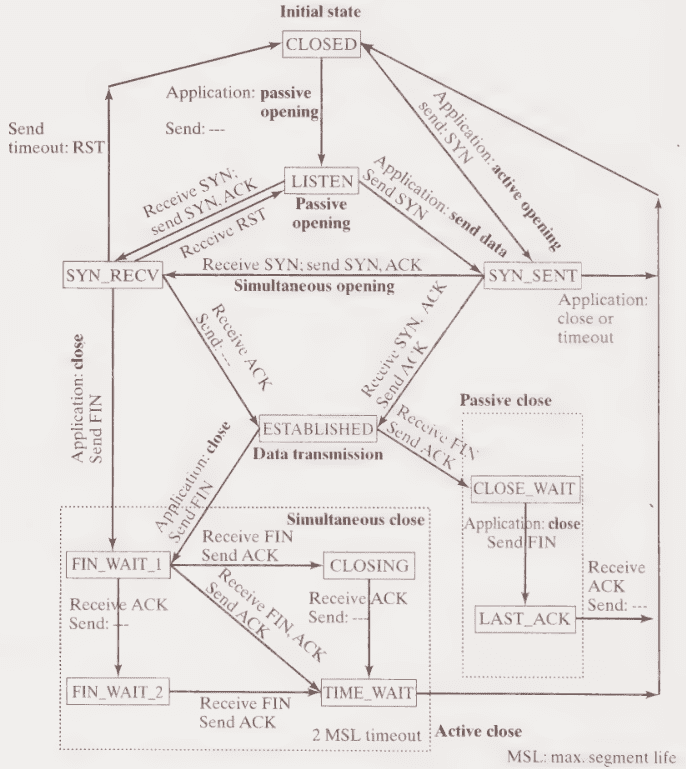 Initial state
CLOSED
Application: passive
opening
Send: ---
Send
timeout: RST
Application: active opening
send: SYN
LISTEN
Passive
opening
Receive SYN:
send SYN, ACK
Receive RST
Application: send data
Send SYN
SYN_RECV
Receive SYN; send SYN, ACK
Simultaneous opening
SYN_SENT
Application:
close or
timeout
Receive ACK
Send: ---
Receive SYN, ACK
Send ACK
Application: close
Send FIN
ESTABLISHED
Data transmission
Passive close
Receive FIN
Send ACK
Application: close
Send FIN
CLOSE_WAIT
Application: close
Send FIN
Simultaneous close
FIN_WAIT_1
Receive FIN
Send ACK
CLOSING
Receive
ACK
Send: ---
LAST_ACK
Receive ACK
Send: ---
Receive FIN, ACK
Send ACK
Receive ACK
Send: ---
FIN_WAIT_2
Receive FIN
Send ACK
TIME_WAIT
2 MSL timeout
Active close
MSL: max. segment life